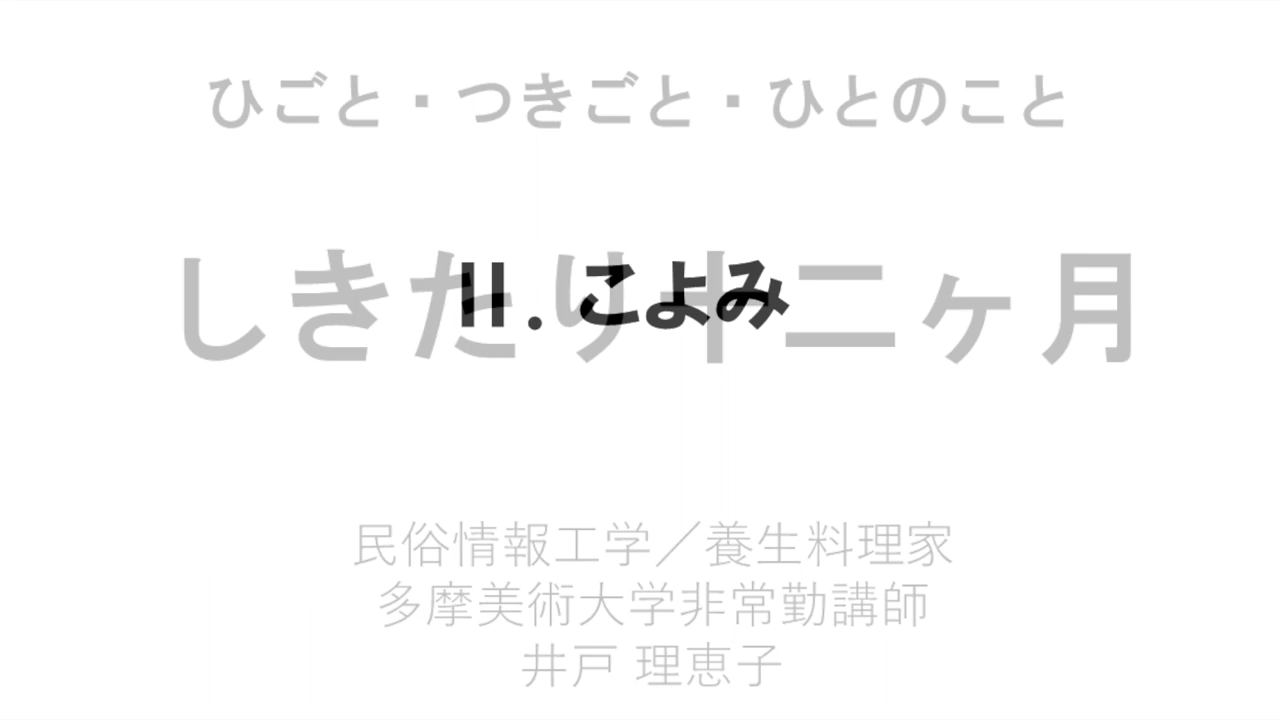 ひごと・つきごと・ひとのこと
しきたり十二ヶ月
II. こよみ
民俗情報工学／養生料理家
多摩美術大学非常勤講師
井戸 理恵子